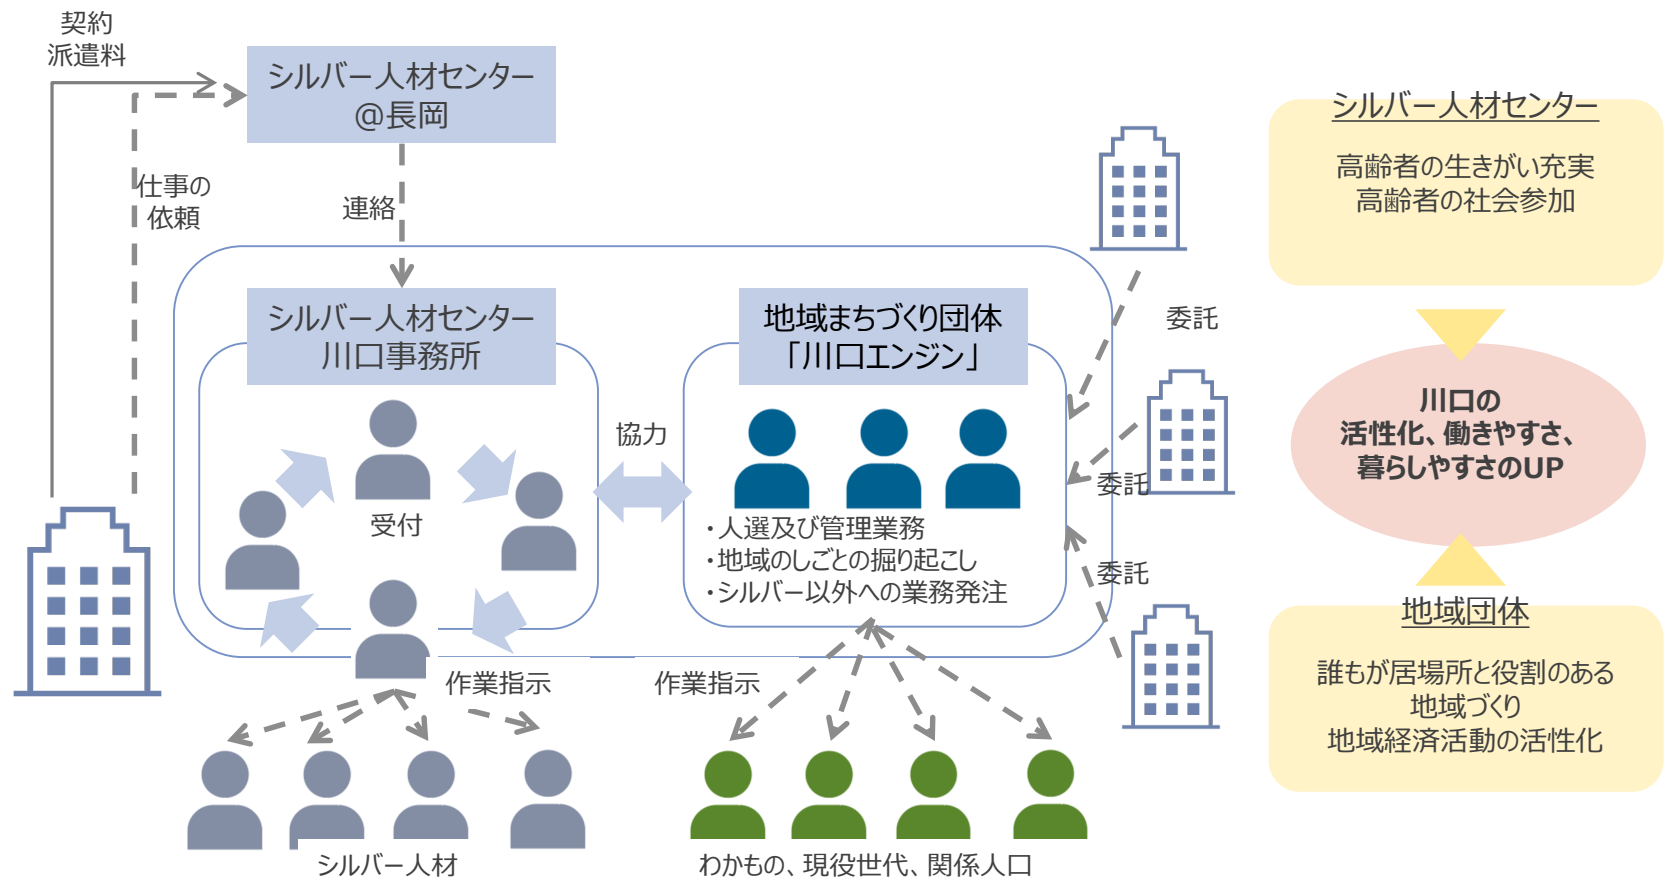 契約
派遣料
シルバー人材センター
@長岡
仕事の
依頼
連絡
シルバー人材センター
川口事務所
受付
協力
地域まちづくり団体
「川口エンジン」
・人選及び管理業務
・地域のしごとの掘り起こし
・シルバー以外への業務発注
委託
委託
委託
作業指示
作業指示
シルバー人材
わかもの、現役世代、関係人口
シルバー人材センター
高齢者の生きがい充実
高齢者の社会参加
川口の
活性化、働きやすさ、
暮らしやすさのUP
地域団体
誰もが居場所と役割のある
地域づくり
地域経済活動の活性化